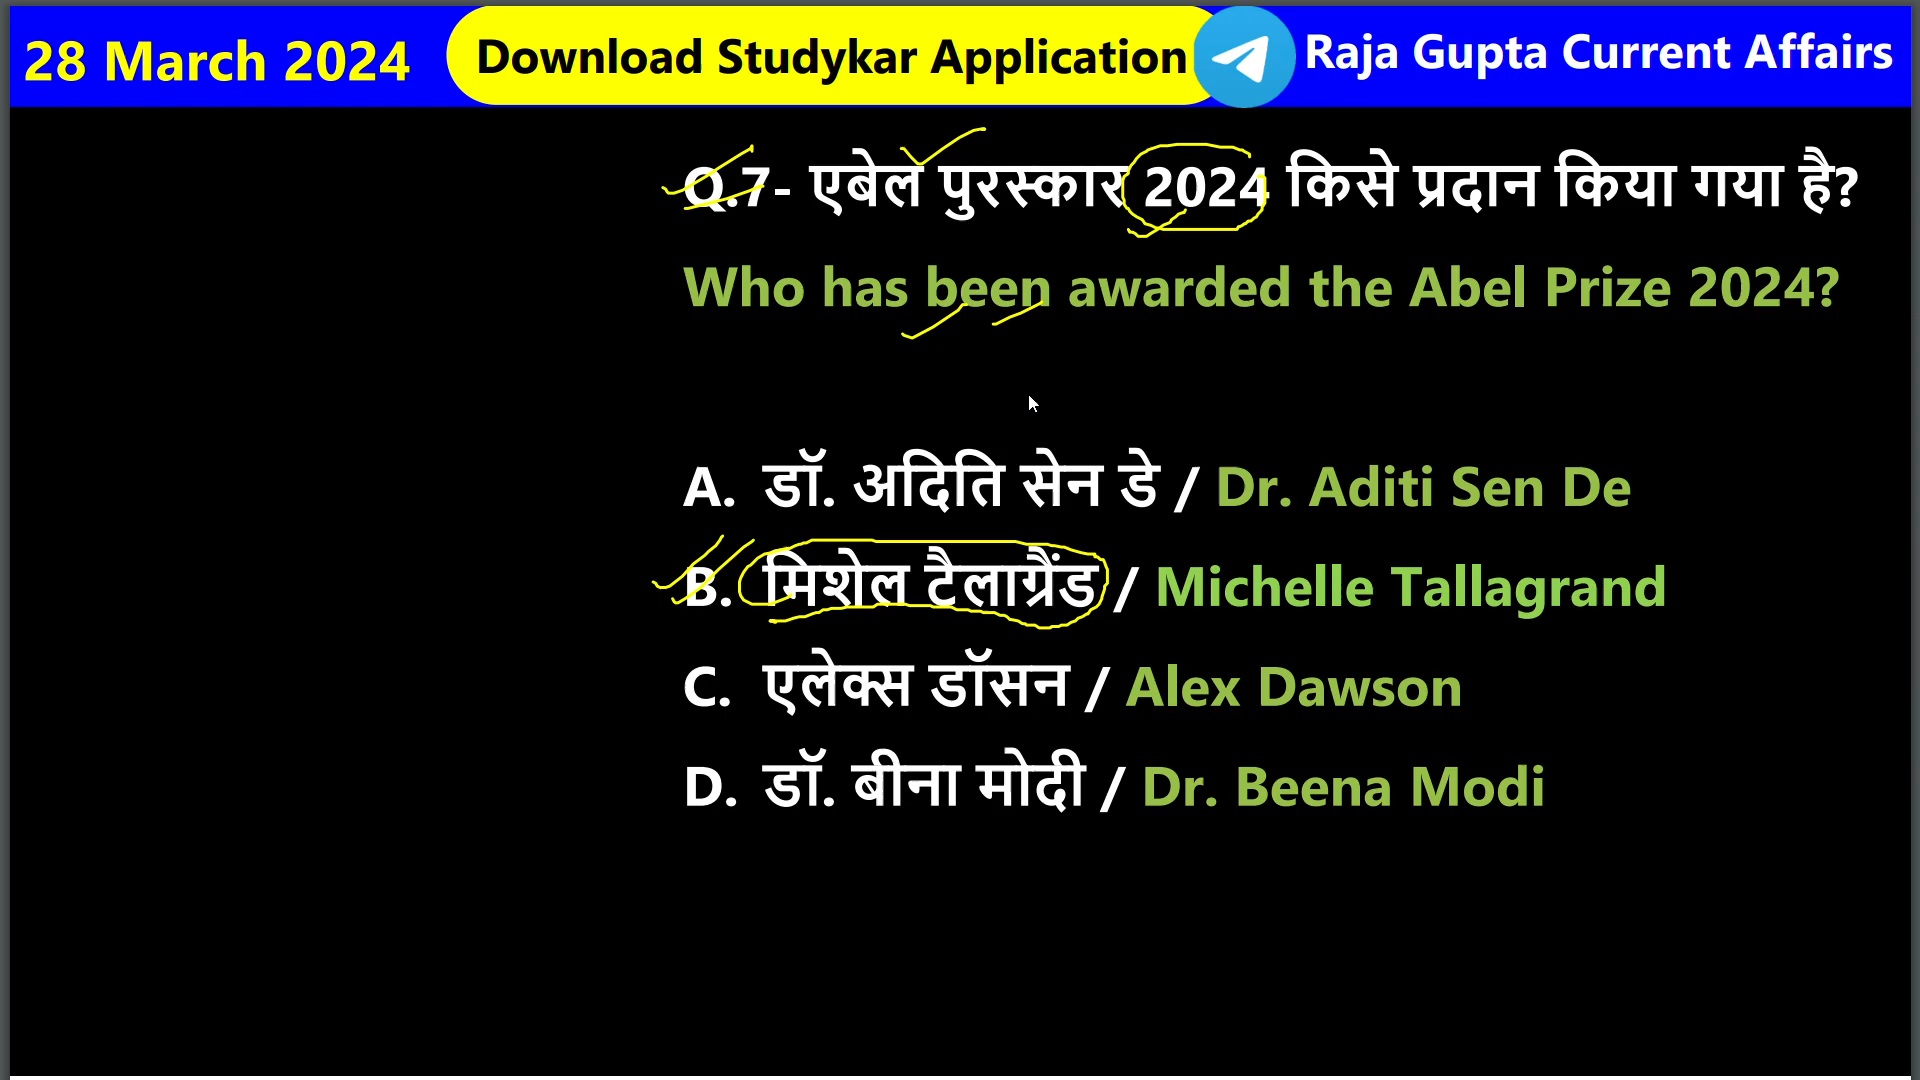 28 March 2024
Download Studykar Application
Raja Gupta Current Affairs
Q.7- एबेल पुरस्कार 2024 किसे प्रदान किया गया है?
Who has been awarded the Abel Prize 2024?
A. डॉ. अदिति सेन डे / Dr. Aditi Sen De
B. मिशेल टैलाग्रैंड / Michelle Tallagrand
C. एलेक्स डॉसन / Alex Dawson
D. डॉ. बीना मोदी / Dr. Beena Modi